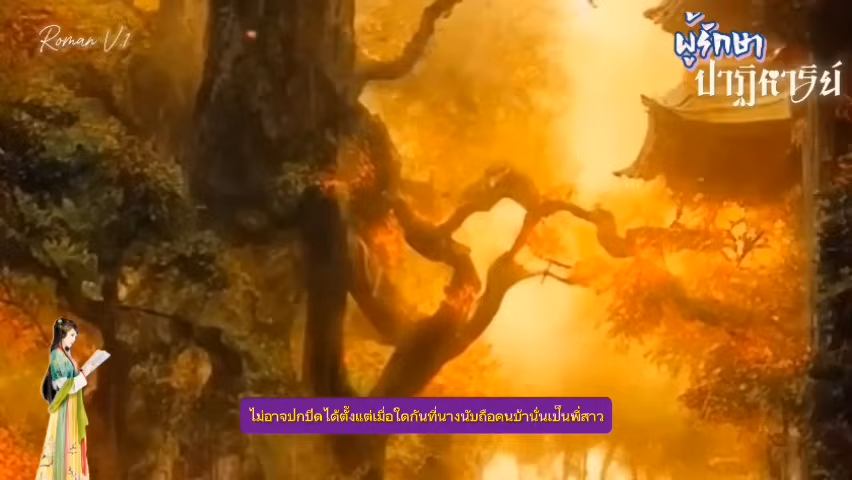 Roman V.1
ผู้รักษา
ปาฏิหาริย์
ไม่อาจปกปิดได้ตั้งแต่เมื่อใดกันที่นางนับถือคนบ้านั่นเป็นพี่สาว